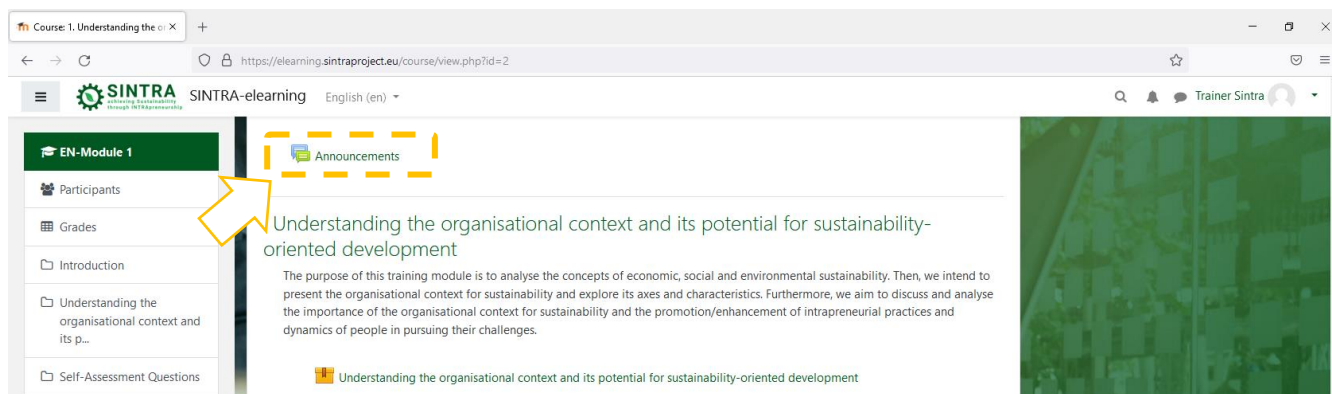 Course: 1. Understanding the or
https://elearning.sintraproject.eu/course/view.php?id=2
SINTRA
achieving Sustainability
through INTRApreneurship
SINTRA-elearning
English (en)
Trainer Sintra
EN-Module 1
Participants
Grades
Introduction
Understanding the
organisational context and
its p...
Self-Assessment Questions
Announcements
Understanding the organisational context and its potential for sustainability-
oriented development
The purpose of this training module is to analyse the concepts of economic, social and environmental sustainability. Then, we intend to
present the organisational context for sustainability and explore its axes and characteristics. Furthermore, we aim to discuss and analyse
the importance of the organisational context for sustainability and the promotion/enhancement of intrapreneurial practices and
dynamics of people in pursuing their challenges.
Understanding the organisational context and its potential for sustainability-oriented development